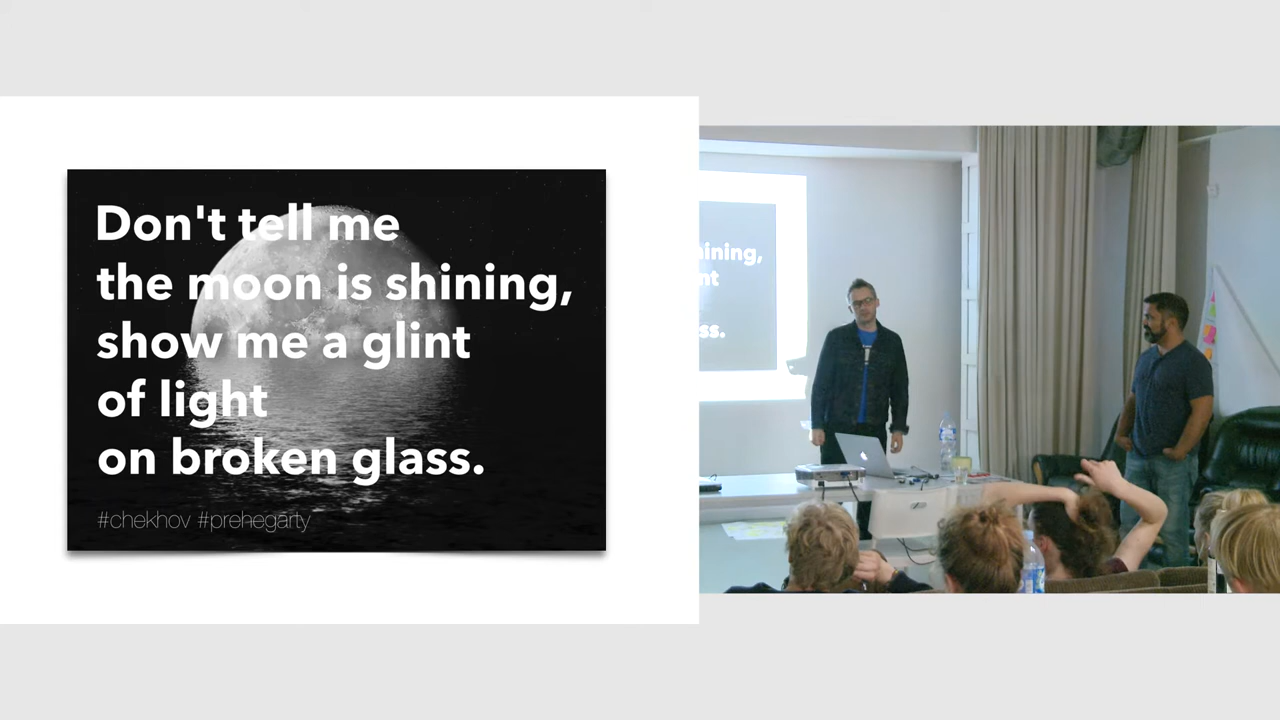 Don't tell me
the moon is shining,
show me a glint
of light
on broken glass.
#chekhov #prehegarty
hining,
nt
ss.